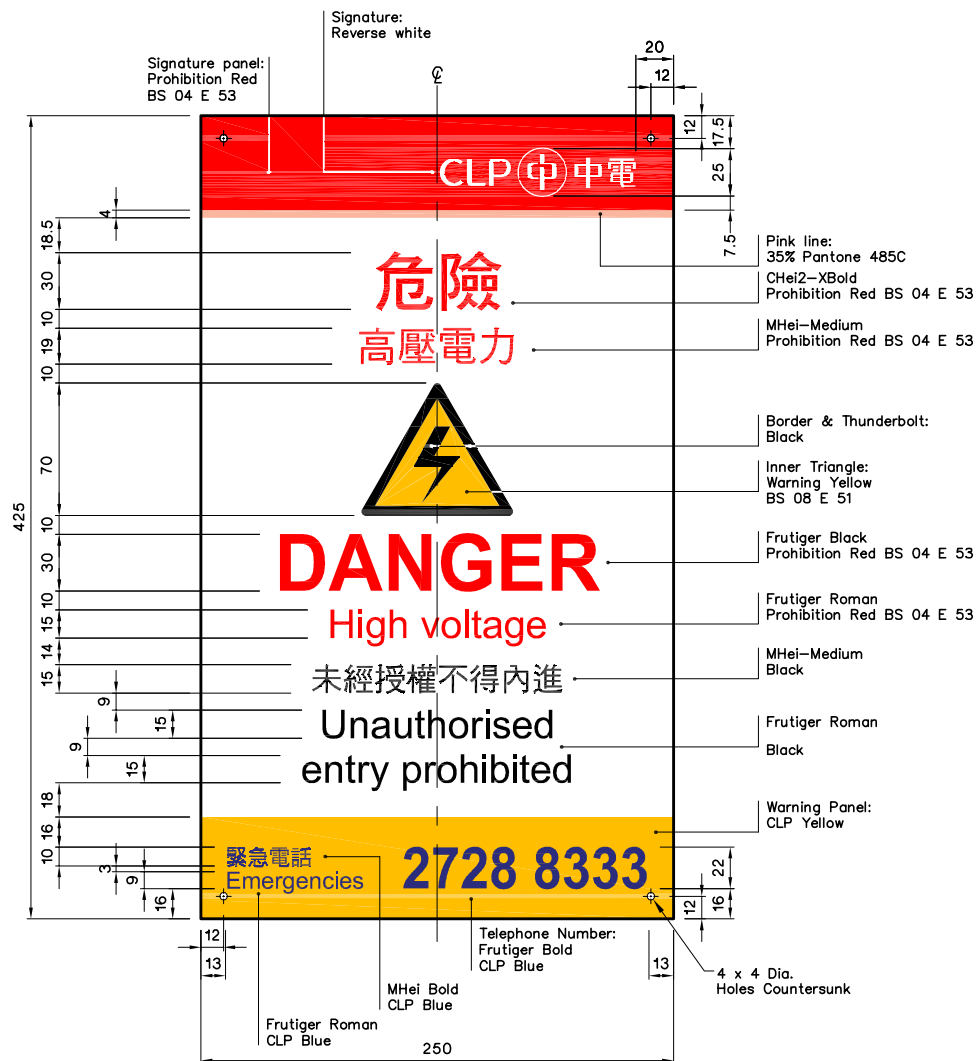 Signature:
Reverse white
Signature panel:
Prohibition Red
BS 04 E 53
℄
20
12
12
17.5
25
7.5
CLP 中 中電
4
18.5
30
10
19
10
70
10
30
10
15
14
15
9
15
9
15
18
16
10
3
9
16
425
危險
高壓電力
DANGER
High voltage
未經授權不得內進
Unauthorised
entry prohibited
緊急電話
Emergencies
2728 8333
Pink line:
35% Pantone 485C
CHei2-XBold
Prohibition Red BS 04 E 53
MHei-Medium
Prohibition Red BS 04 E 53
Border & Thunderbolt:
Black
Inner Triangle:
Warning Yellow
BS 08 E 51
Frutiger Black
Prohibition Red BS 04 E 53
Frutiger Roman
Prohibition Red BS 04 E 53
MHei-Medium
Black
Frutiger Roman
Black
Warning Panel:
CLP Yellow
22
12
16
12
13
13
Telephone Number:
Frutiger Bold
CLP Blue
4 x 4 Dia.
Holes Countersunk
MHei Bold
CLP Blue
Frutiger Roman
CLP Blue
250